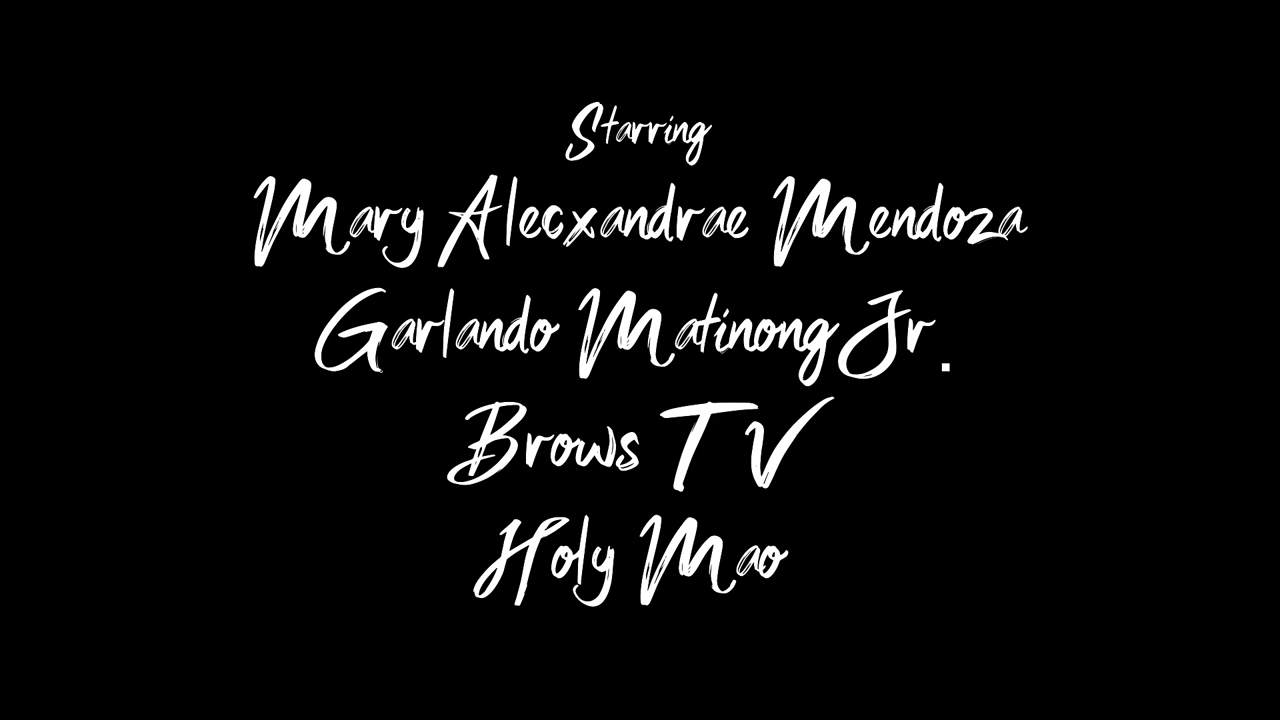 Starring
Mary Alecxandrae Mendoza
Garlando Matinong Jr.
Brows TV
Holy Mao